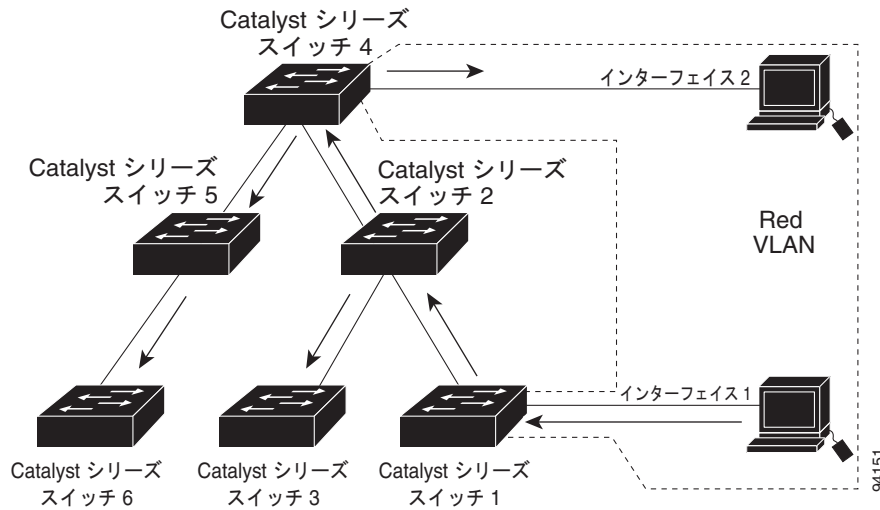 Catalyst シリーズ
スイッチ 4
インターフェイス 2
Catalyst シリーズ
スイッチ 5
Catalyst シリーズ
スイッチ 2
Red
VLAN
インターフェイス 1
Catalyst シリーズ
スイッチ 6
Catalyst シリーズ
スイッチ 3
Catalyst シリーズ
スイッチ 1
94151